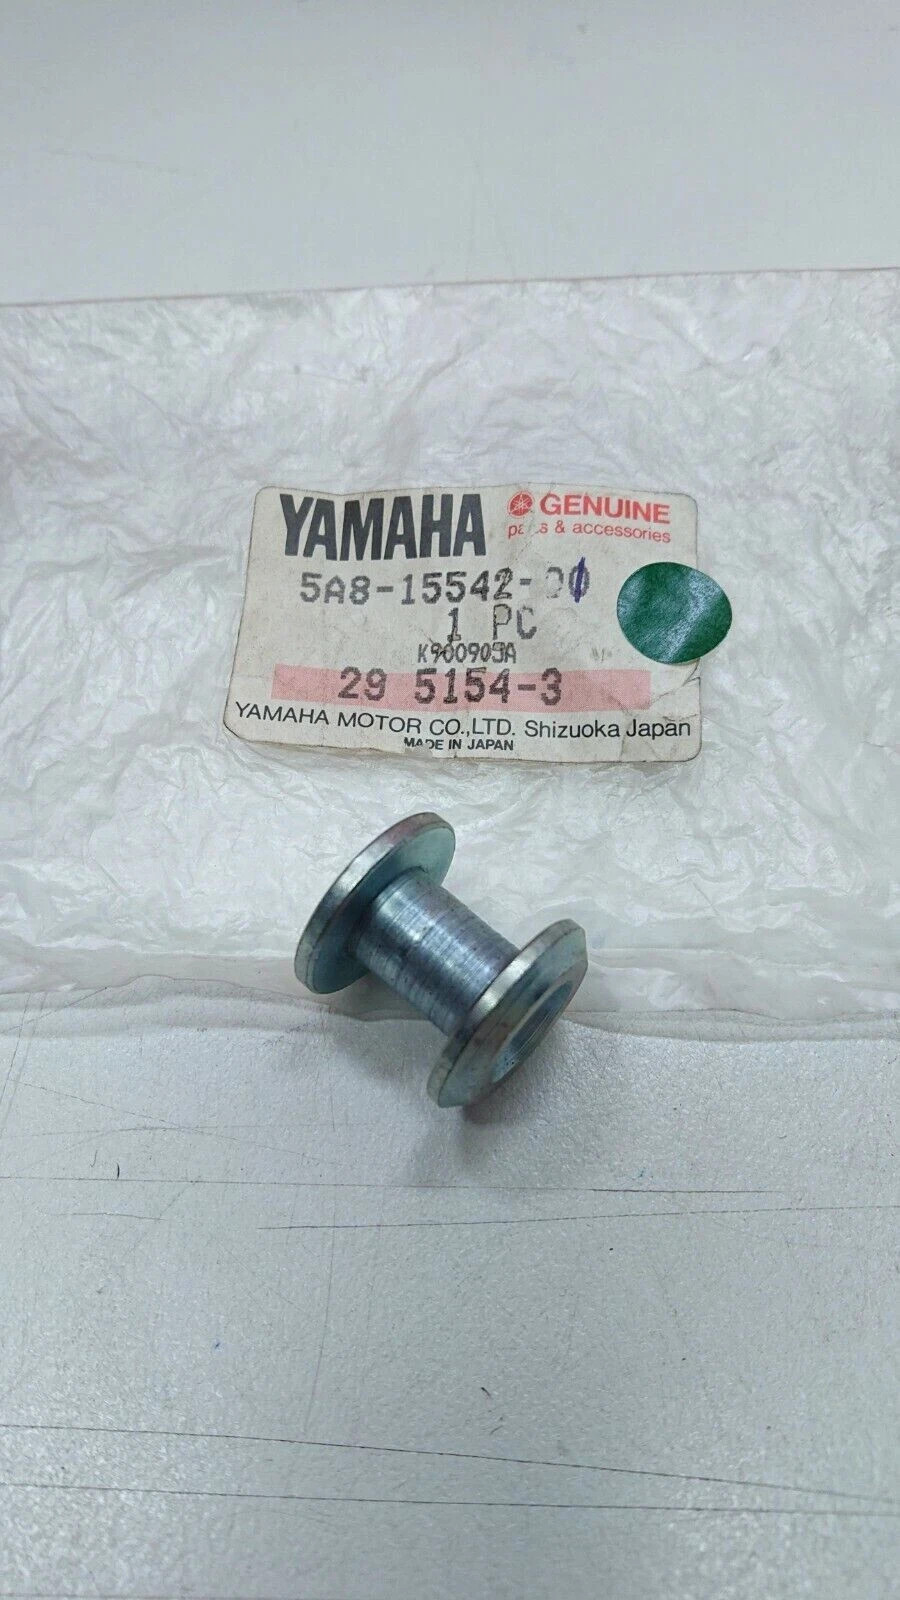 YAMAHA
GENUINE
parts & accessories
5A8-15542-00
1 PC
K900905A
29 5154-3
YAMAHA MOTOR CO.,LTD. Shizuoka Japan
MADE IN JAPAN